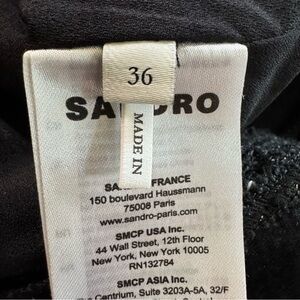 36
SANDRO
MADE IN
SANDRO FRANCE
150 boulevard Haussmann
75008 Paris
www.sandro-paris.com
SMCP USA Inc.
44 Wall Street, 12th Floor
New York, New York 10005
RN132784
SMCP ASIA Inc.
Centrium, Suite 3203A-5A, 32/F